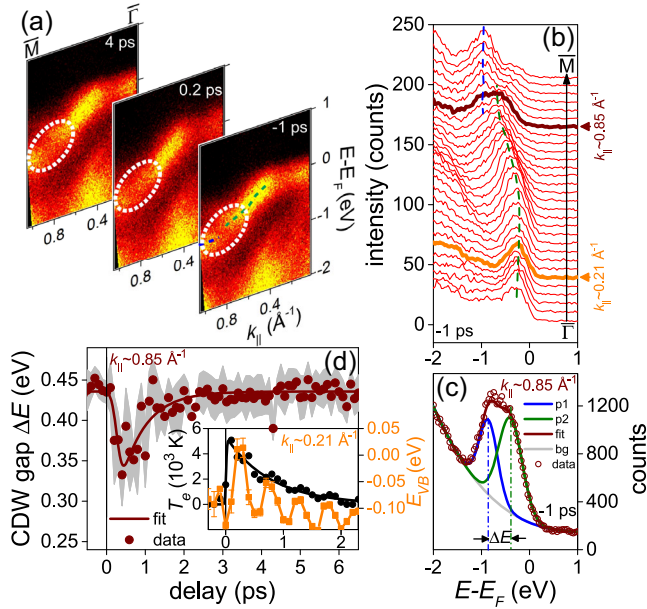 (a)
M̅
Γ̅
4 ps
0.2 ps
-1 ps
1
0
-1
-2
E-E_F (eV)
0.8
0.4
0.8
0.4
0.8
0.4
k_|| (Å⁻¹)
(b)
250
200
150
100
50
0
intensity (counts)
M̅
k_||~0.85 Å⁻¹
k_||~0.21 Å⁻¹
Γ̅
-1 ps
-2
-1
0
1
(d)
k_||~0.85 Å⁻¹
0.45
0.40
0.35
0.30
0.25
CDW gap ΔE (eV)
fit
data
0
1
2
3
4
5
6
delay (ps)
k_||~0.21 Å⁻¹
6
3
0
T_e (10³ K)
0.05
0.00
-0.05
-0.10
E_VB (eV)
0
1
2
(c)
k_||~0.85 Å⁻¹
p1
p2
fit
bg
data
1200
800
400
0
counts
-1 ps
ΔE
-2
-1
0
1
E-E_F (eV)